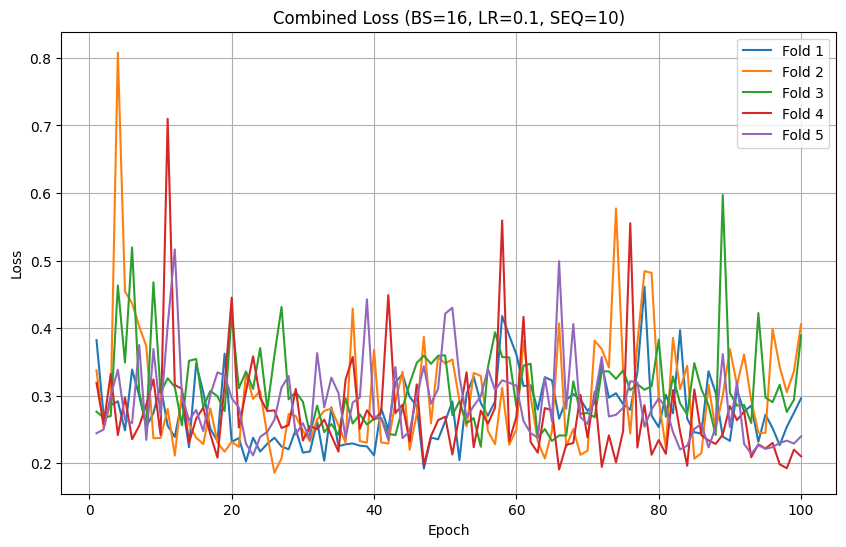 Combined Loss (BS=16, LR=0.1, SEQ=10)
Fold 1
Fold 2
Fold 3
Fold 4
Fold 5
0.8
0.7
0.6
0.5
0.4
0.3
0.2
Loss
0 20 40 60 80 100
Epoch